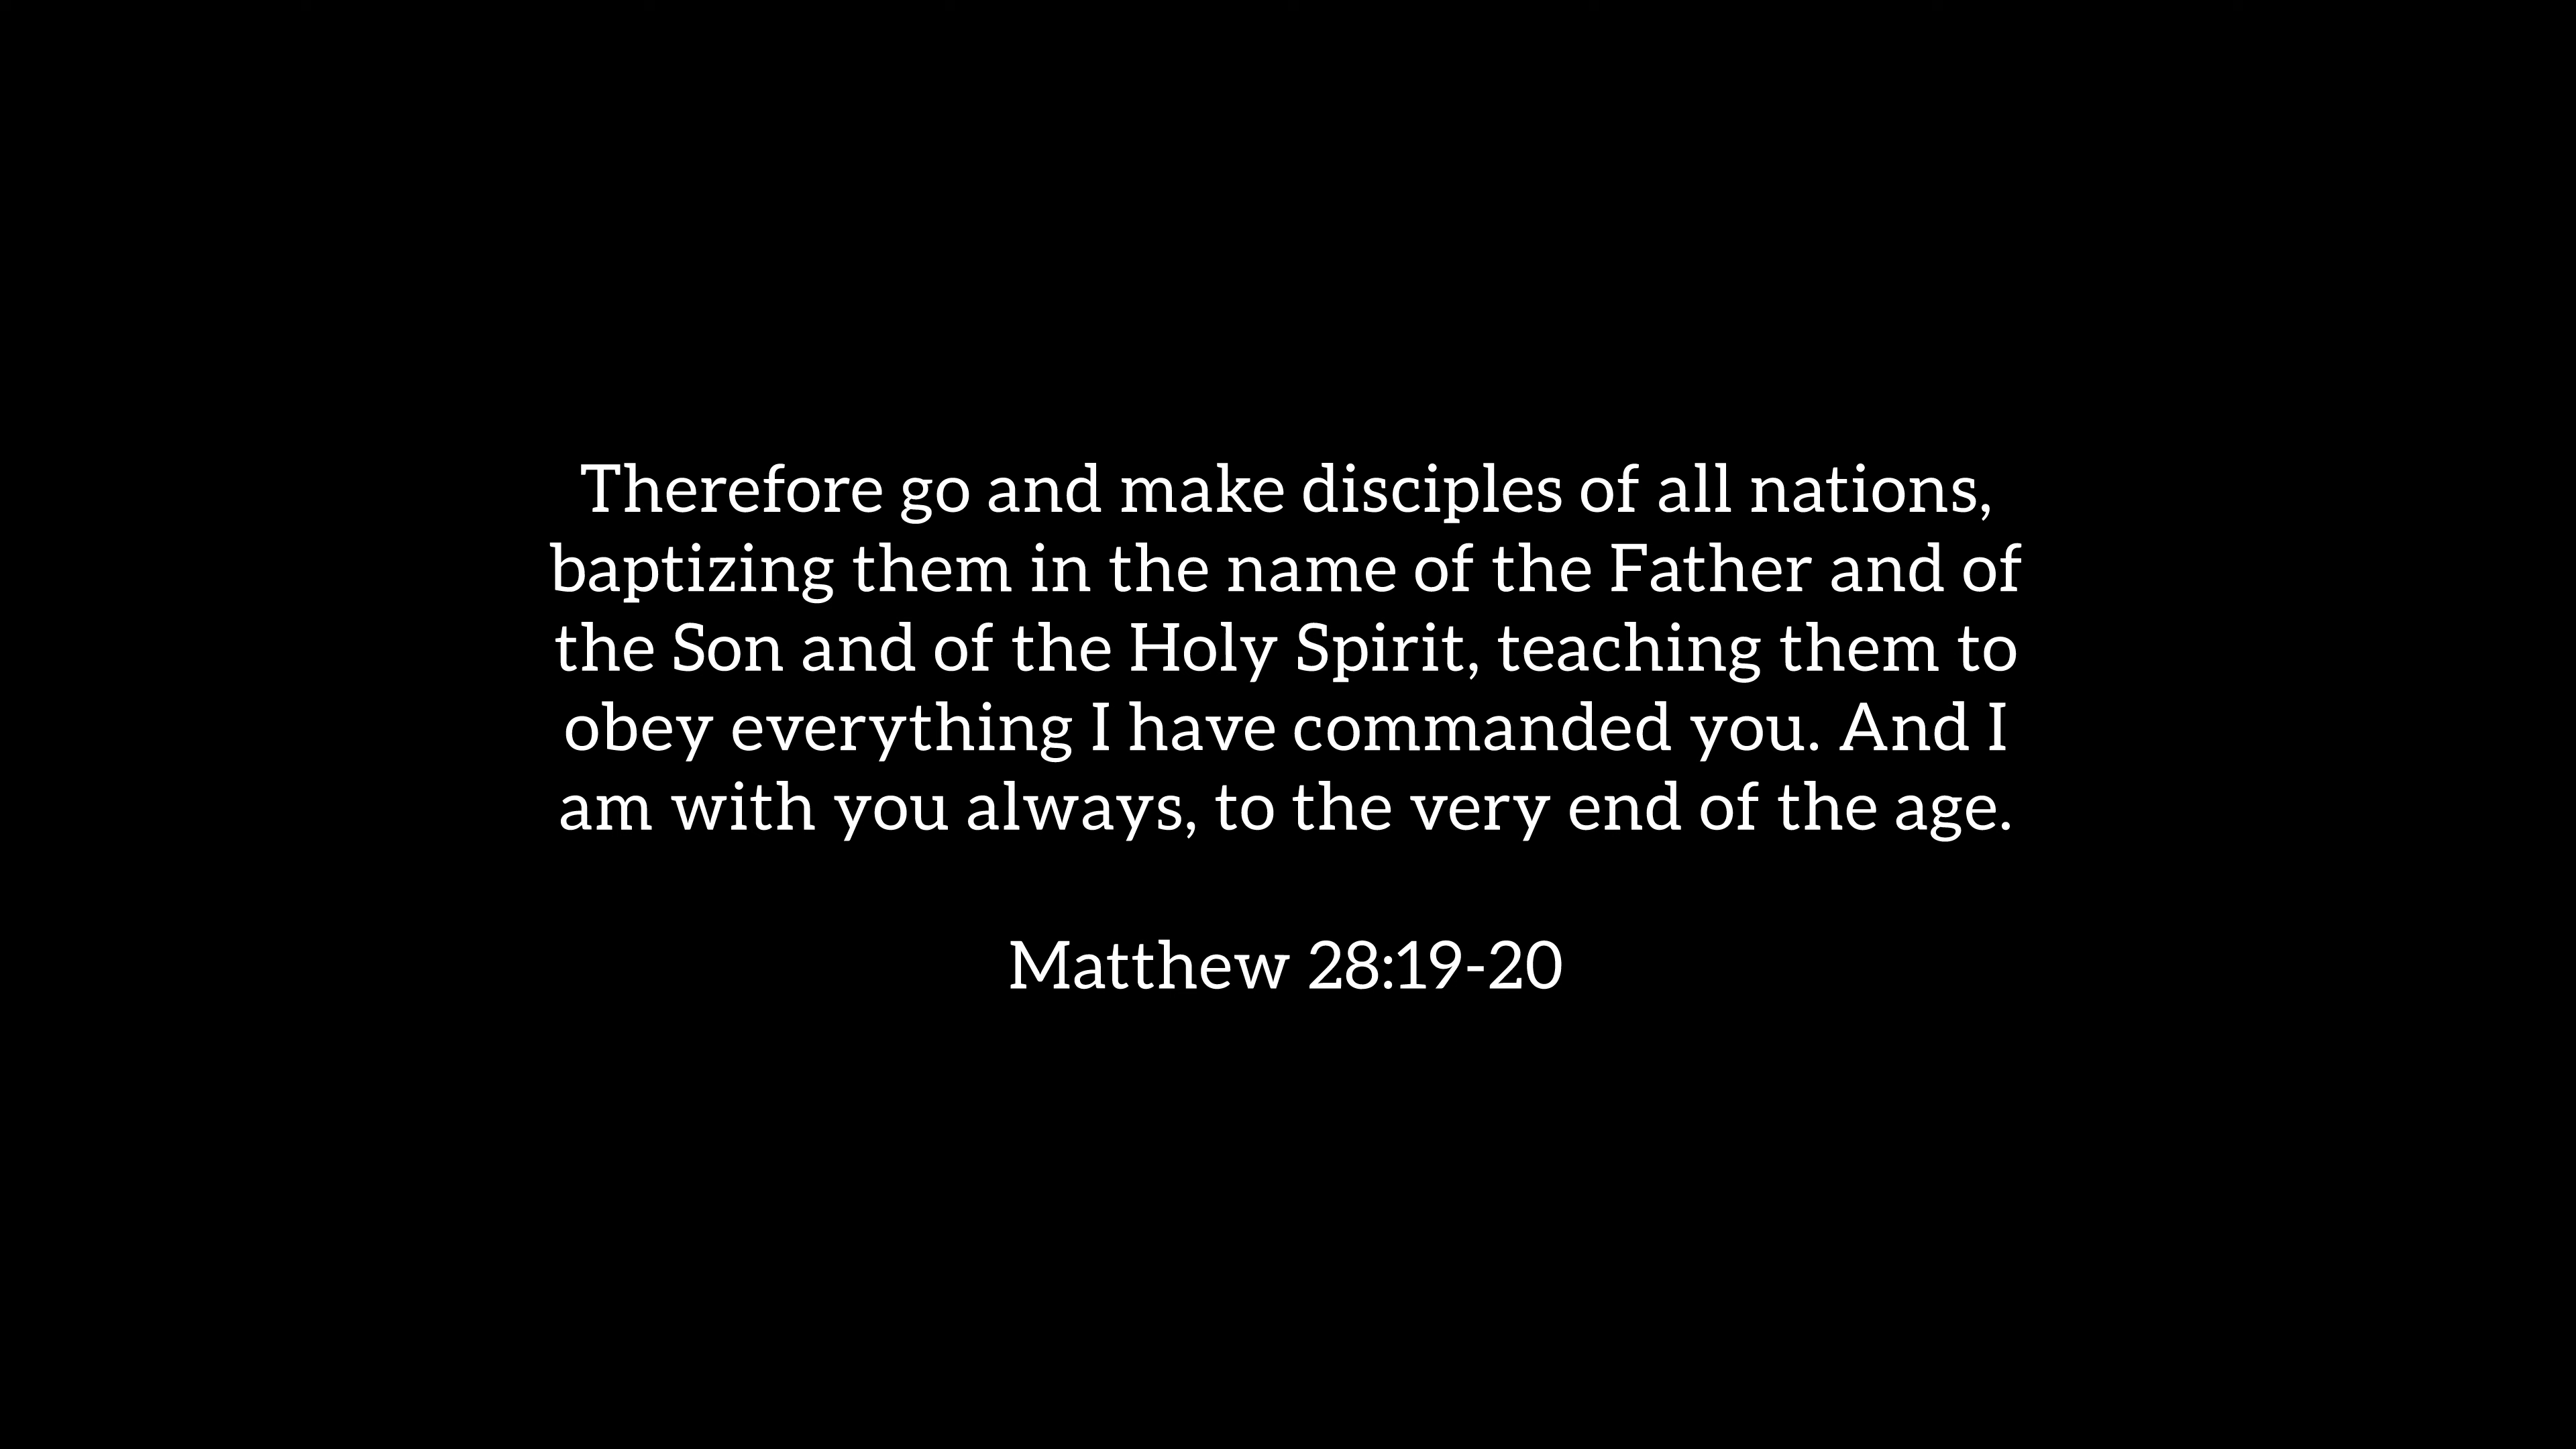 Therefore go and make disciples of all nations,
baptizing them in the name of the Father and of
the Son and of the Holy Spirit, teaching them to
obey everything I have commanded you. And I
am with you always, to the very end of the age.
Matthew 28:19-20